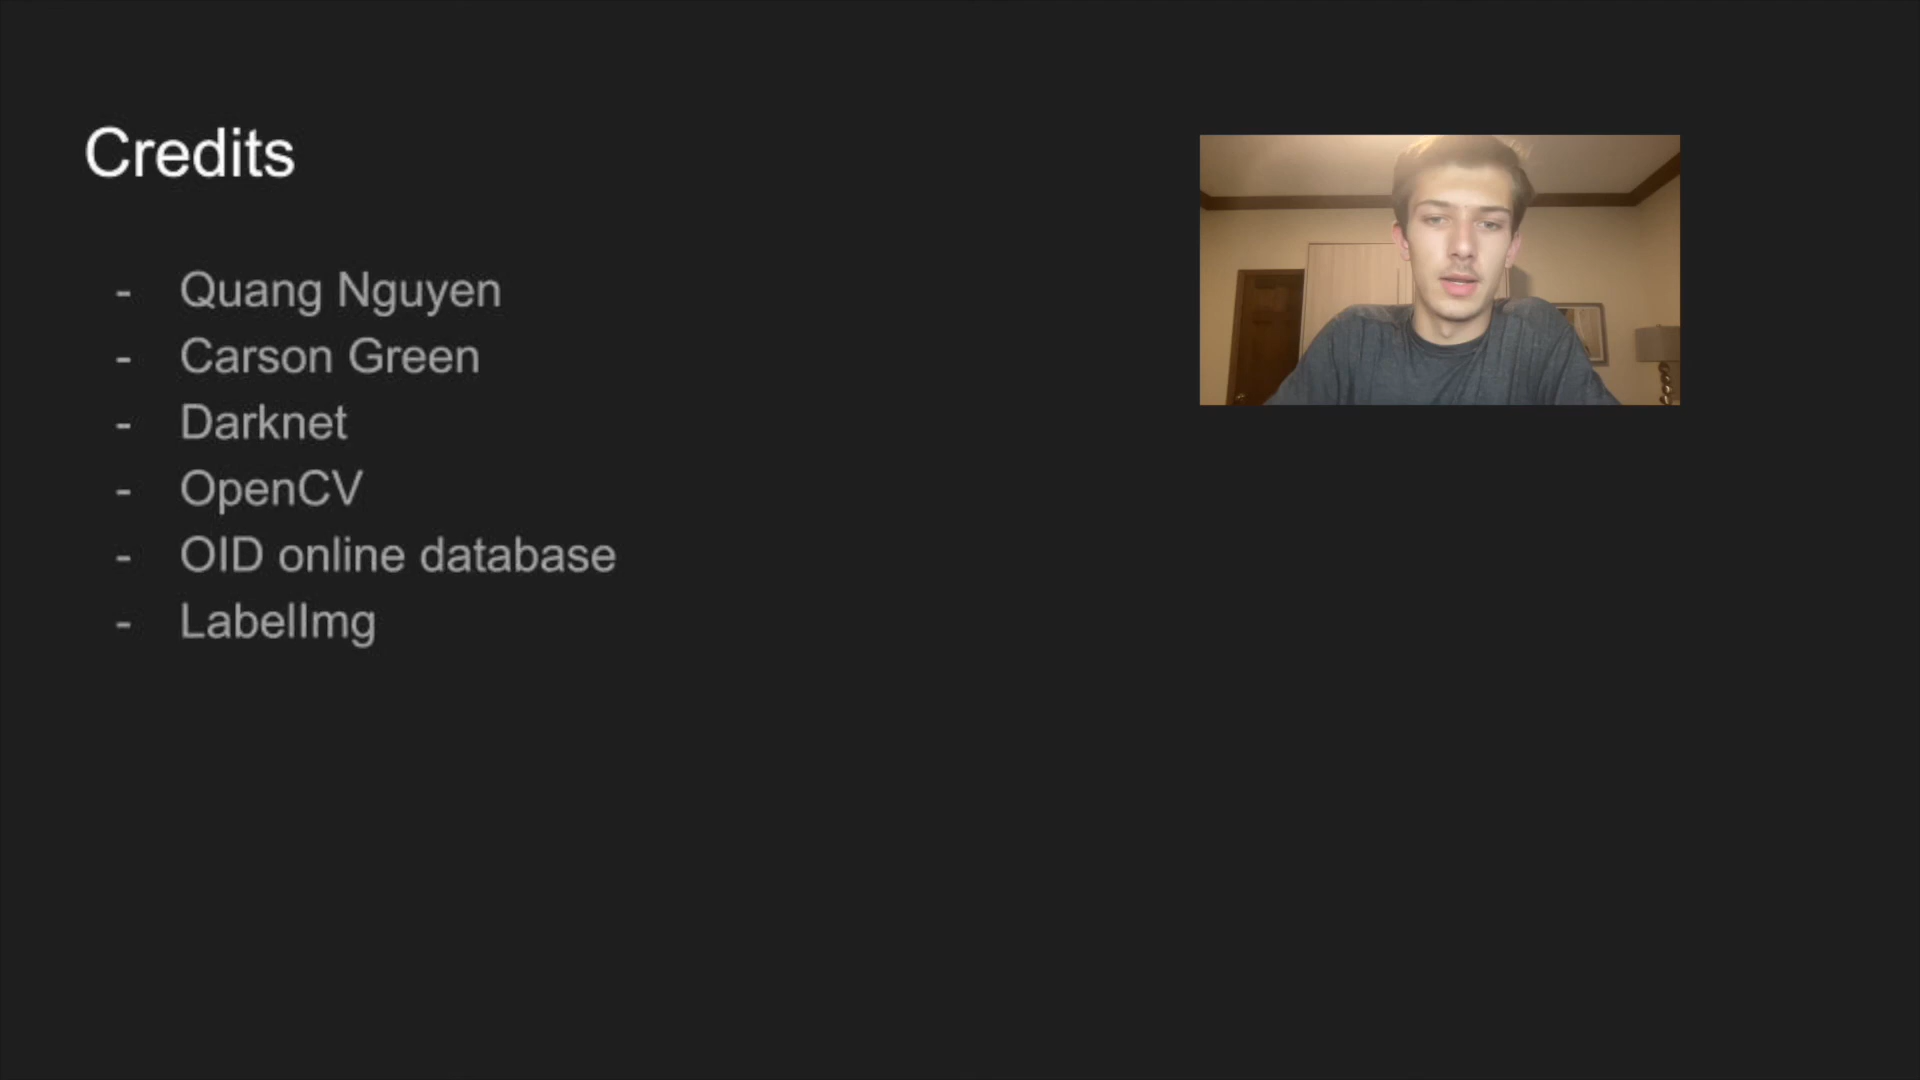 Credits
- Quang Nguyen
- Carson Green
- Darknet
- OpenCV
- OID online database
- LabelImg